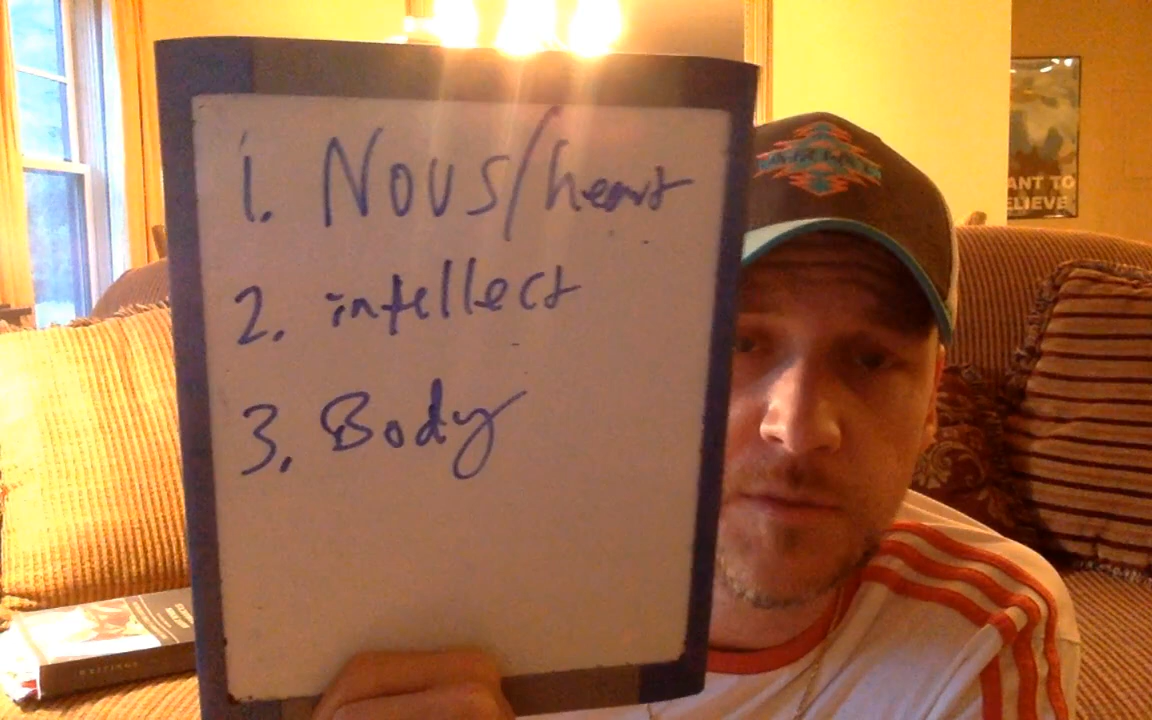 1. Nous/heart
2. intellect
3. Body
ANT TO
ELIEVE